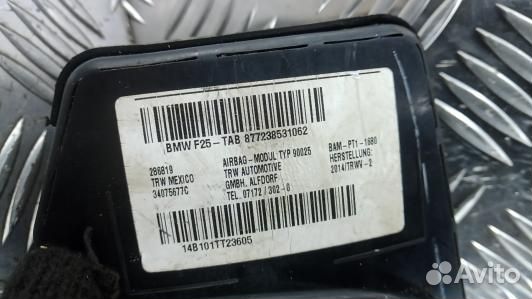 BMW F25-TAB 877238531062
286819
TRW MEXICO
34075677C
AIRBAG-MODUL TYP 90025
TRW AUTOMOTIVE
GMBH. ALFDORF
TEL. 07172 / 302-0
BAM-PT1-1680
HERSTELLUNG:
2014/TRWV-2
14B101TT23605
Avito